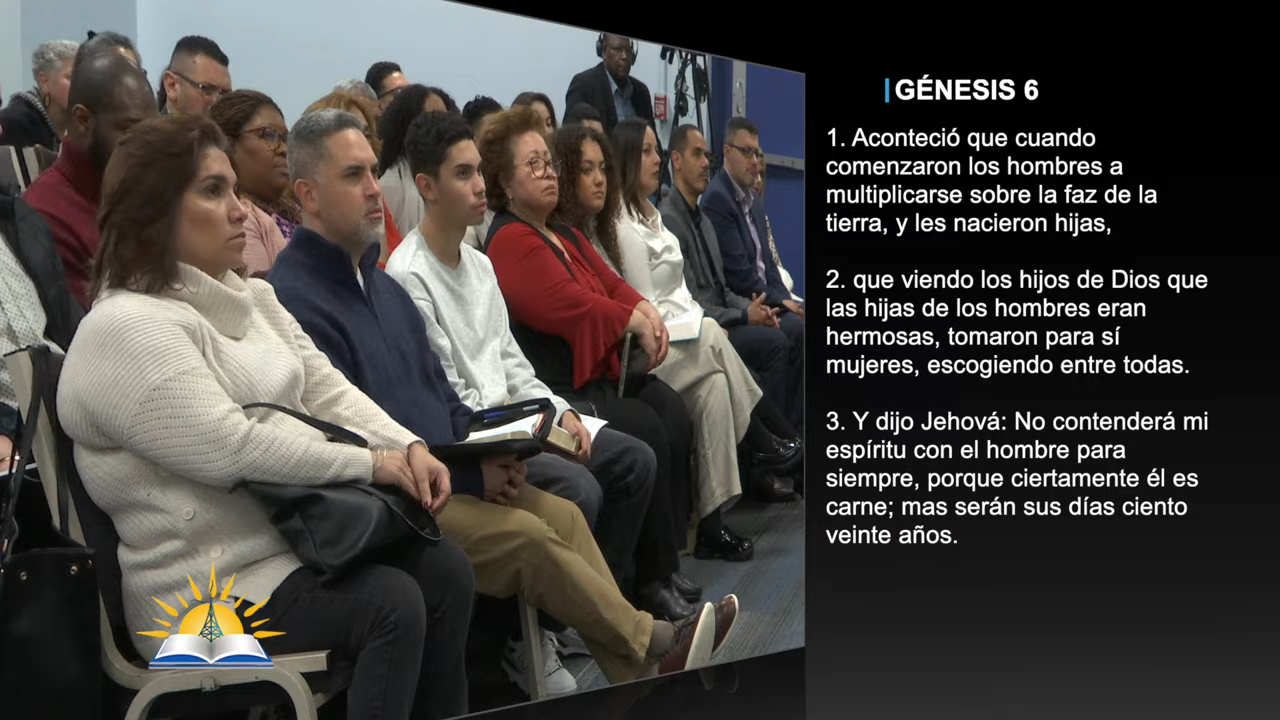 GÉNESIS 6
1. Aconteció que cuando
comenzaron los hombres a
multiplicarse sobre la faz de la
tierra, y les nacieron hijas,
2. que viendo los hijos de Dios que
las hijas de los hombres eran
hermosas, tomaron para sí
mujeres, escogiendo entre todas.
3. Y dijo Jehová: No contenderá mi
espíritu con el hombre para
siempre, porque ciertamente él es
carne; mas serán sus días ciento
veinte años.